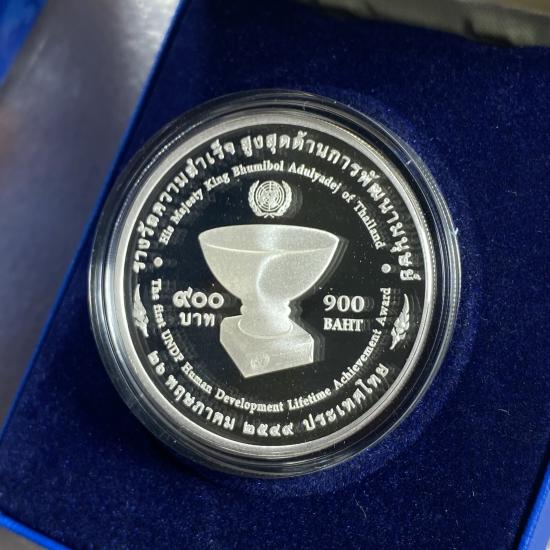 รางวัลความสำเร็จ สูงสุดด้านการพัฒนามนุษย์
His Majesty King Bhumibol Adulyadej of Thailand
๙๐๐
บาท
900
BAHT
The first UNDP Human Development Lifetime Achievement Award
๒๖ พฤษภาคม ๒๕๔๙ ประเทศไทย